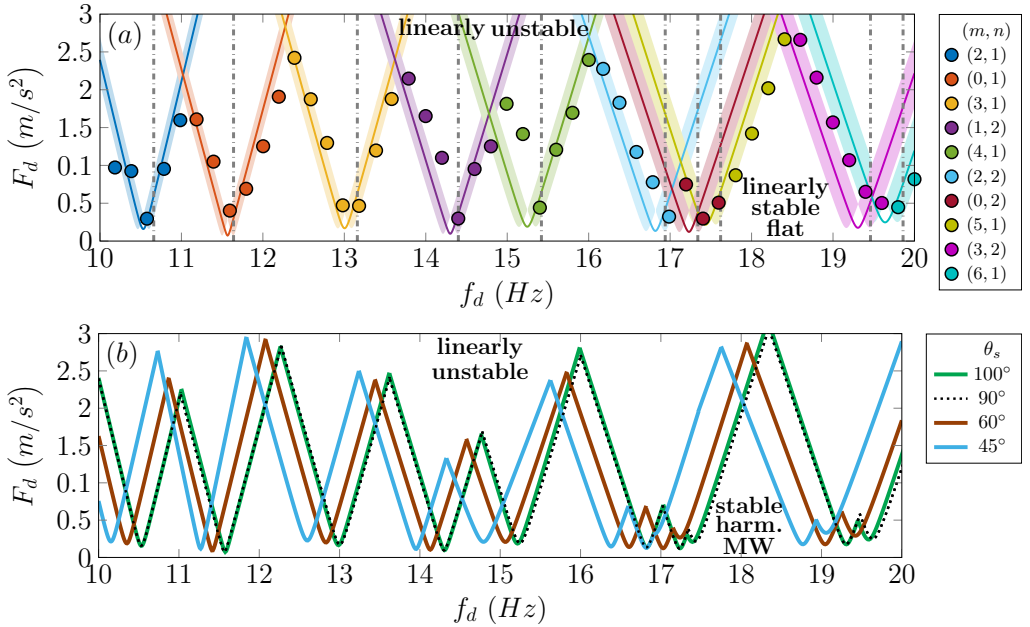 (a)
linearly unstable
linearly
stable
flat
3
2.5
2
1.5
0.1
0.5
0
F_d (m/s²)
10
11
12
13
14
15
16
17
18
19
20
f_d (Hz)
(m, n)
(2, 1)
(0, 1)
(3, 1)
(1, 2)
(4, 1)
(2, 2)
(0, 2)
(5, 1)
(3, 2)
(6, 1)
(b)
linearly
unstable
stable
harm.
MW
3
2.5
2
1.5
0.1
0.5
0
F_d (m/s²)
10
11
12
13
14
15
16
17
18
19
20
f_d (Hz)
θ_s
100°
90°
60°
45°